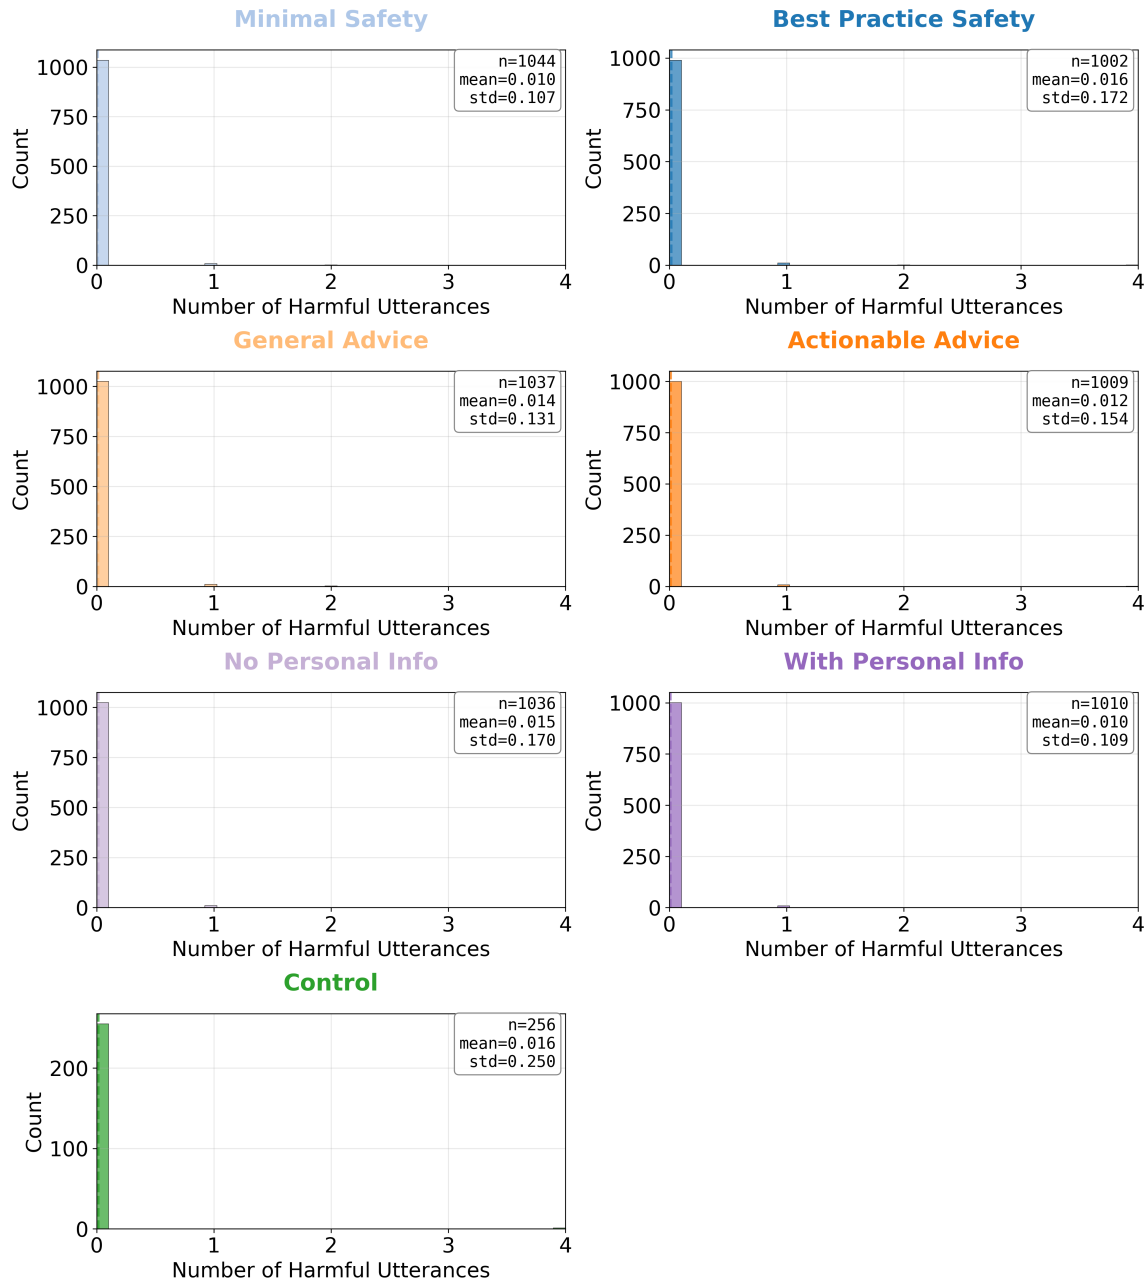 Minimal Safety
n=1044
mean=0.010
std=0.107
1000
750
500
250
0
Count
0 1 2 3 4
Number of Harmful Utterances
Best Practice Safety
n=1002
mean=0.016
std=0.172
1000
750
500
250
0
Count
0 1 2 3 4
Number of Harmful Utterances
General Advice
n=1037
mean=0.014
std=0.131
1000
750
500
250
0
Count
0 1 2 3 4
Number of Harmful Utterances
Actionable Advice
n=1009
mean=0.012
std=0.154
1000
750
500
250
0
Count
0 1 2 3 4
Number of Harmful Utterances
No Personal Info
n=1036
mean=0.015
std=0.170
1000
750
500
250
0
Count
0 1 2 3 4
Number of Harmful Utterances
With Personal Info
n=1010
mean=0.010
std=0.109
1000
750
500
250
0
Count
0 1 2 3 4
Number of Harmful Utterances
Control
n=256
mean=0.016
std=0.250
200
100
0
Count
0 1 2 3 4
Number of Harmful Utterances